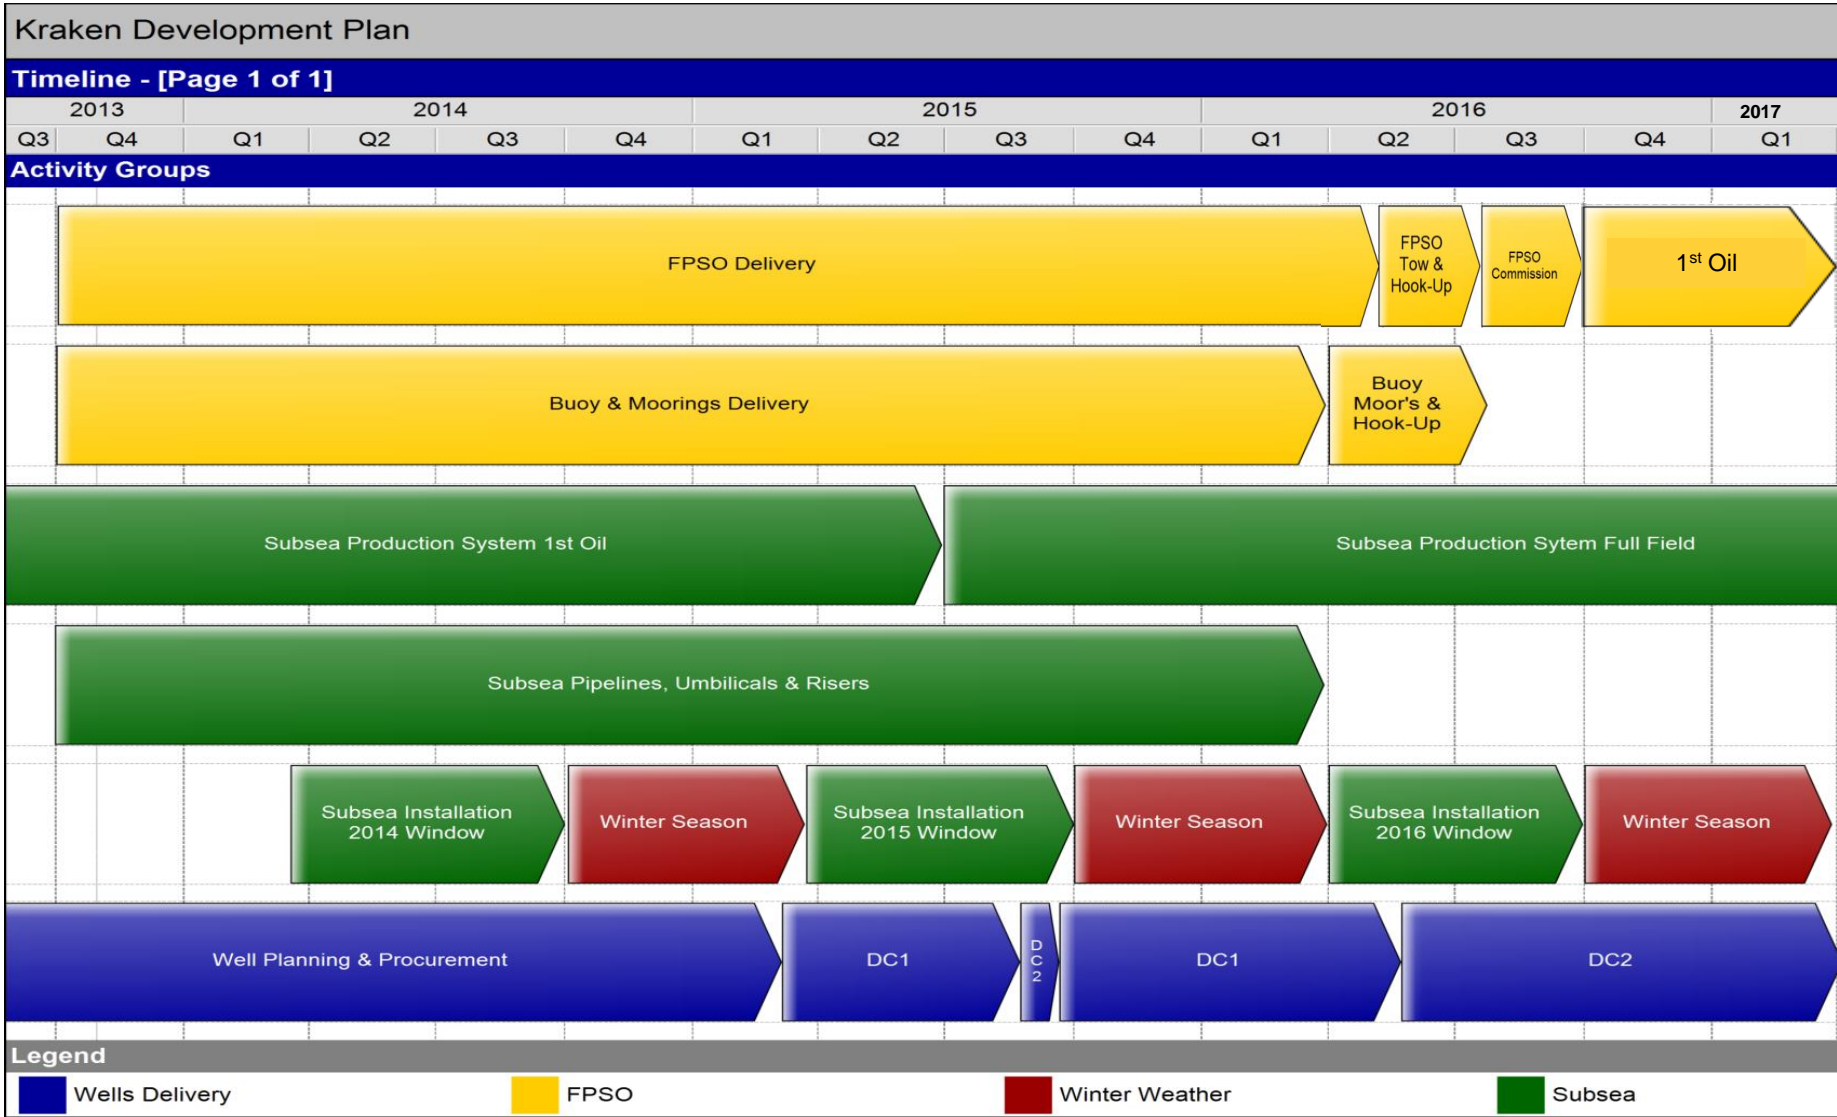 Kraken Development Plan
Timeline - [Page 1 of 1]
2013 2014 2015 2016 2017
Q3 Q4 Q1 Q2 Q3 Q4 Q1 Q2 Q3 Q4 Q1 Q2 Q3 Q4 Q1
Activity Groups
FPSO Delivery
FPSO
Tow &
Hook-Up
FPSO
Commission
1st Oil
Buoy & Moorings Delivery
Buoy
Moor's &
Hook-Up
Subsea Production System 1st Oil
Subsea Production Sytem Full Field
Subsea Pipelines, Umbilicals & Risers
Subsea Installation
2014 Window
Winter Season
Subsea Installation
2015 Window
Winter Season
Subsea Installation
2016 Window
Winter Season
Well Planning & Procurement
DC1
D
C
2
DC1
DC2
Legend
Wells Delivery
FPSO
Winter Weather
Subsea